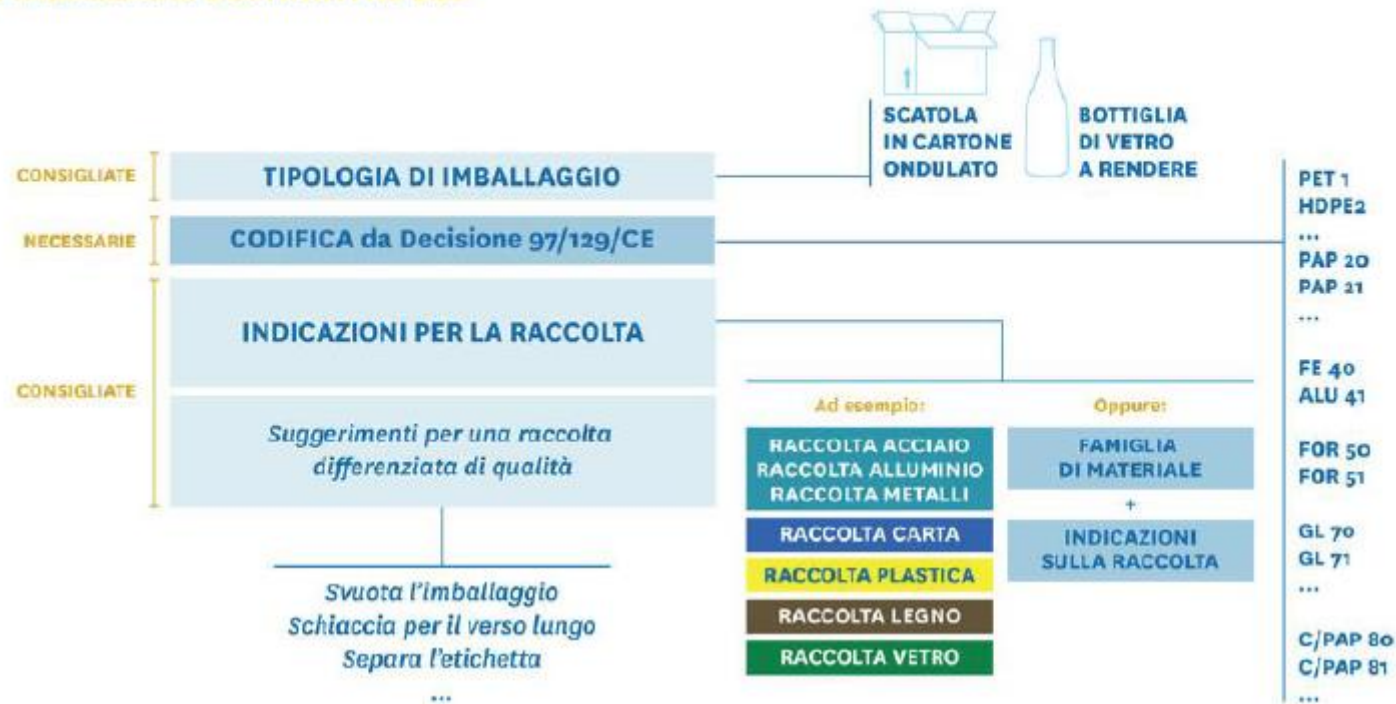 SCATOLA
IN CARTONE
ONDULATO
BOTTIGLIA
DI VETRO
A RENDERE
CONSIGLIATE
TIPOLOGIA DI IMBALLAGGIO
NECESSARIE
CODIFICA da Decisione 97/129/CE
CONSIGLIATE
INDICAZIONI PER LA RACCOLTA
Suggerimenti per una raccolta
differenziata di qualità
Svuota l'imballaggio
Schiaccia per il verso lungo
Separa l'etichetta
...
Ad esempio:
RACCOLTA ACCIAIO
RACCOLTA ALLUMINIO
RACCOLTA METALLI
RACCOLTA CARTA
RACCOLTA PLASTICA
RACCOLTA LEGNO
RACCOLTA VETRO
Oppure:
FAMIGLIA
DI MATERIALE
+
INDICAZIONI
SULLA RACCOLTA
PET 1
HDPE2
...
PAP 20
PAP 21
...
FE 40
ALU 41
FOR 50
FOR 51
GL 70
GL 71
...
C/PAP 80
C/PAP 81
...